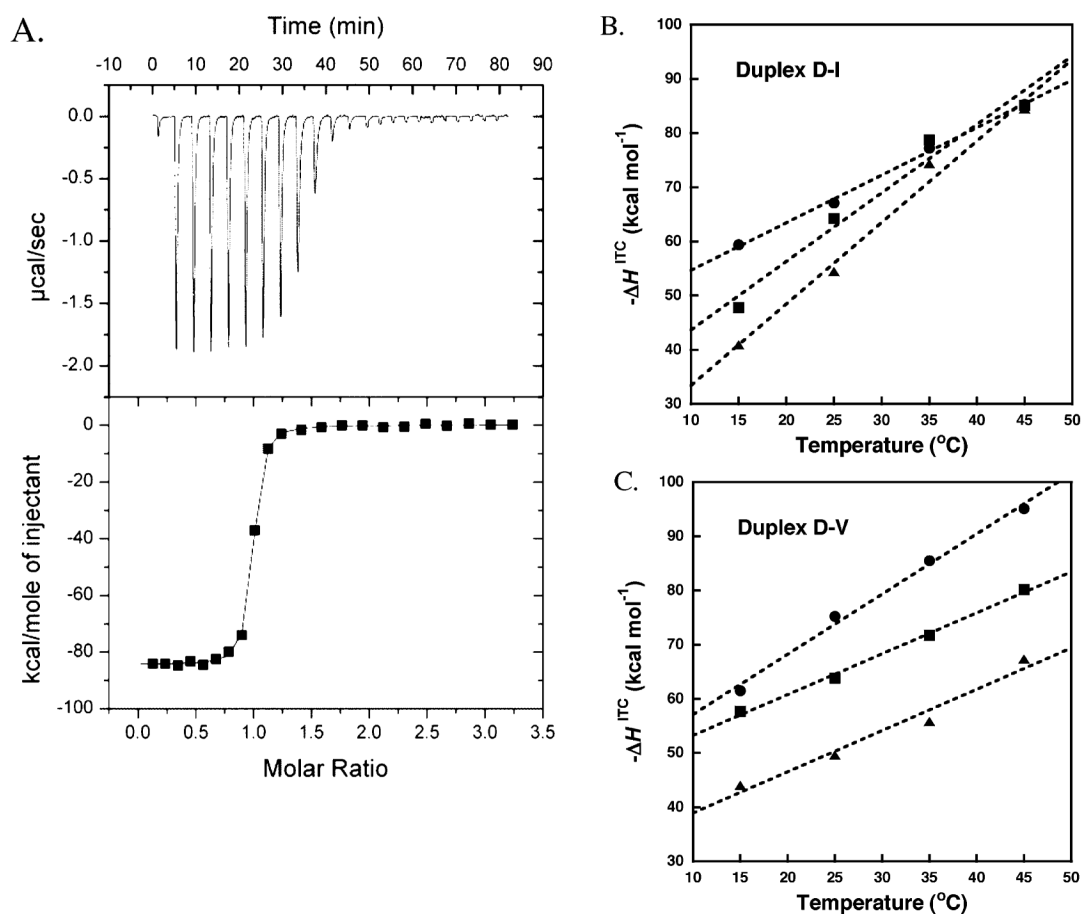 A.
Time (min)
-10 0 10 20 30 40 50 60 70 80 90
0.0
-0.5
-1.0
-1.5
-2.0
µcal/sec
0
-20
-40
-60
-80
-100
kcal/mole of injectant
0.0 0.5 1.0 1.5 2.0 2.5 3.0 3.5
Molar Ratio
B.
Duplex D-I
100
90
80
70
60
50
40
30
-ΔH ITC (kcal mol-1)
10 15 20 25 30 35 40 45 50
Temperature (oC)
C.
Duplex D-V
100
90
80
70
60
50
40
30
-ΔH ITC (kcal mol-1)
10 15 20 25 30 35 40 45 50
Temperature (oC)